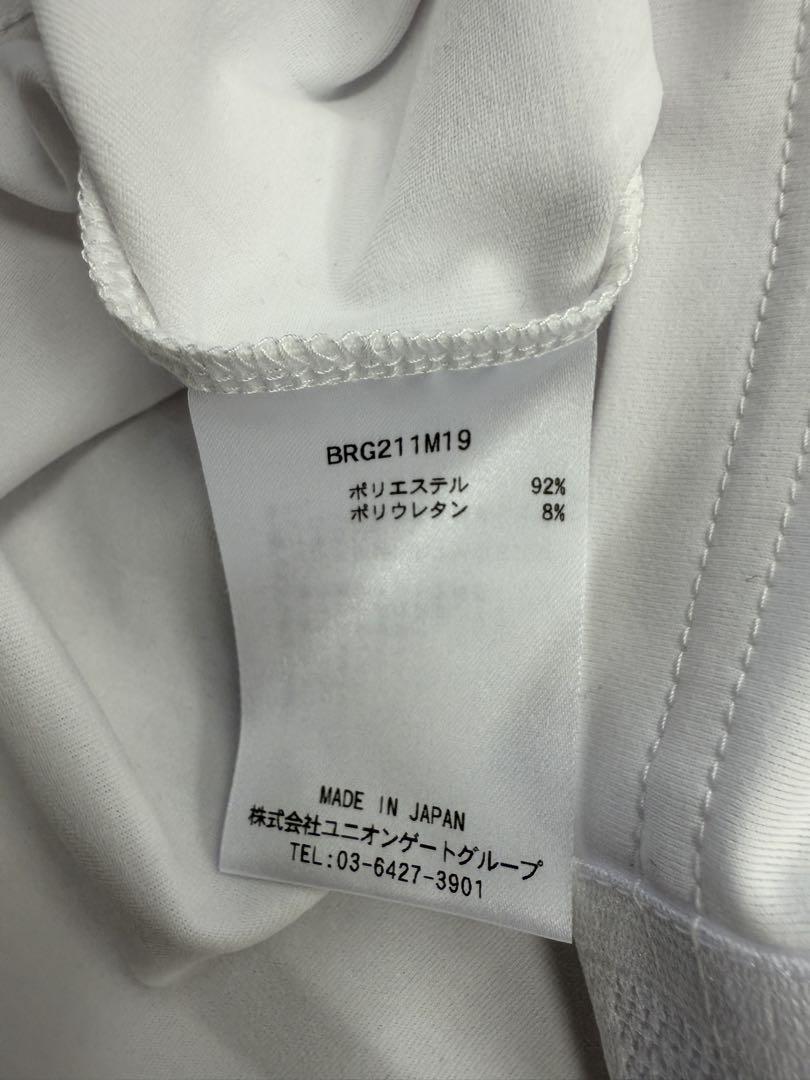 BRG211M19
ポリエステル 92%
ポリウレタン 8%
MADE IN JAPAN
株式会社ユニオンゲートグループ
TEL:03-6427-3901